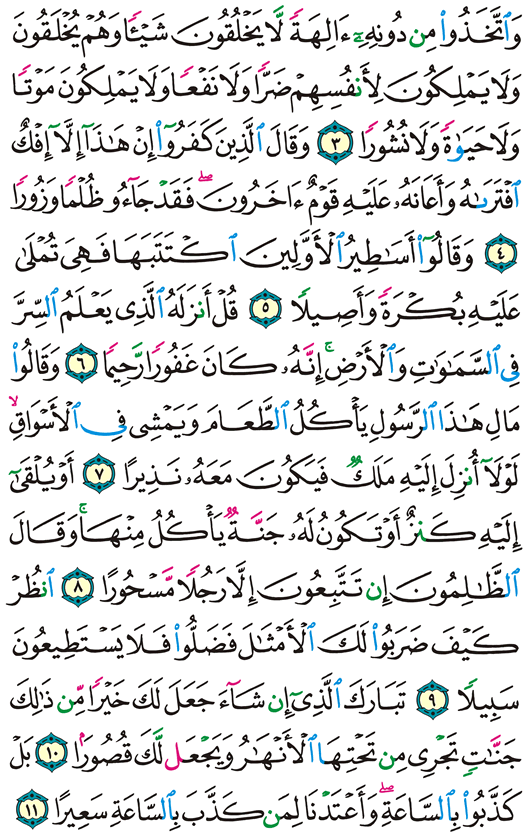 وَٱتَّخَذُوا۟ مِن دُونِهِۦٓ ءَالِهَةً لَّا يَخْلُقُونَ شَيْـًٔا وَهُمْ يُخْلَقُونَ
وَلَا يَمْلِكُونَ لِأَنفُسِهِمْ ضَرًّا وَلَا نَفْعًا وَلَا يَمْلِكُونَ مَوْتًا
وَلَا حَيَوٰةً وَلَا نُشُورًا ٣ وَقَالَ ٱلَّذِينَ كَفَرُوٓا۟ إِنْ هَـٰذَآ إِلَّآ إِفْكٌ
ٱفْتَرَىٰهُ وَأَعَانَهُۥ عَلَيْهِ قَوْمٌ ءَاخَرُونَ ۖ فَقَدْ جَآءُو ظُلْمًا وَزُورًا
٤ وَقَالُوٓا۟ أَسَـٰطِيرُ ٱلْأَوَّلِينَ ٱكْتَتَبَهَا فَهِىَ تُمْلَىٰ
عَلَيْهِ بُكْرَةً وَأَصِيلًا ٥ قُلْ أَنزَلَهُ ٱلَّذِى يَعْلَمُ ٱلسِّرَّ
فِى ٱلسَّمَـٰوَٰتِ وَٱلْأَرْضِ ۚ إِنَّهُۥ كَانَ غَفُورًا رَّحِيمًا ٦ وَقَالُوا۟
مَالِ هَـٰذَا ٱلرَّسُولِ يَأْكُلُ ٱلطَّعَامَ وَيَمْشِى فِى ٱلْأَسْوَاقِ ۙ
لَوْلَآ أُنزِلَ إِلَيْهِ مَلَكٌ فَيَكُونَ مَعَهُۥ نَذِيرًا ٧ أَوْ يُلْقَىٰٓ
إِلَيْهِ كَنزٌ أَوْ تَكُونُ لَهُۥ جَنَّةٌ يَأْكُلُ مِنْهَا ۚ وَقَالَ
ٱلظَّـٰلِمُونَ إِن تَتَّبِعُونَ إِلَّا رَجُلًا مَّسْحُورًا ٨ ٱنظُرْ
كَيْفَ ضَرَبُوا۟ لَكَ ٱلْأَمْثَـٰلَ فَضَلُّوا۟ فَلَا يَسْتَطِيعُونَ
سَبِيلًا ٩ تَبَارَكَ ٱلَّذِىٓ إِن شَآءَ جَعَلَ لَكَ خَيْرًا مِّن ذَٰلِكَ
جَنَّـٰتٍ تَجْرِى مِن تَحْتِهَا ٱلْأَنْهَـٰرُ وَيَجْعَل لَّكَ قُصُورًۢا ١٠ بَلْ
كَذَّبُوا۟ بِٱلسَّاعَةِ ۖ وَأَعْتَدْنَا لِمَن كَذَّبَ بِٱلسَّاعَةِ سَعِيرًا ١١